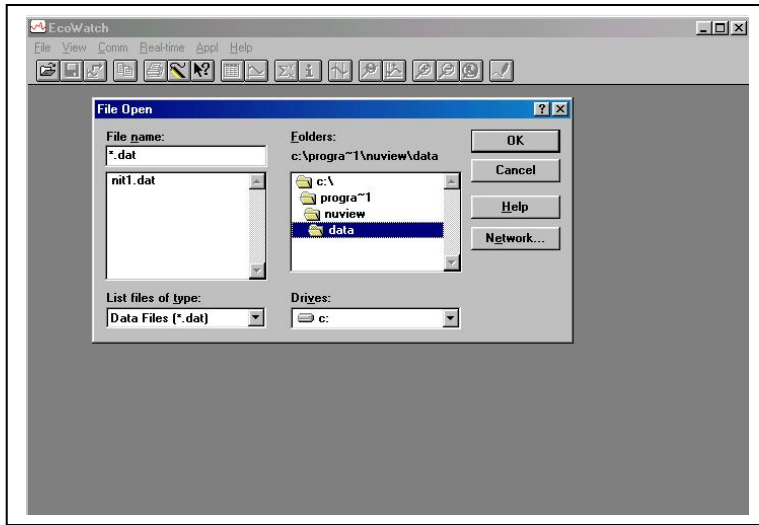 EcoWatch
File View Comm Real-time Appl Help
File Open
File name:
*.dat
nit1.dat
List files of type:
Data Files (*.dat)
Folders:
c:\progra~1\nuview\data
c:\
progra~1
nuview
data
Drives:
c:
OK
Cancel
Help
Network...